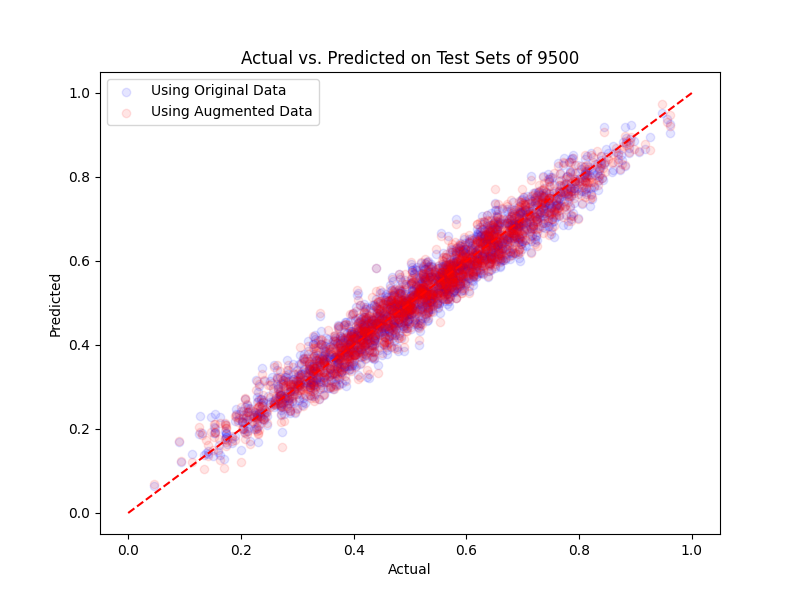 Actual vs. Predicted on Test Sets of 9500
Using Original Data
Using Augmented Data
1.0
0.8
0.6
0.4
0.2
0.0
Predicted
0.0 0.2 0.4 0.6 0.8 1.0
Actual